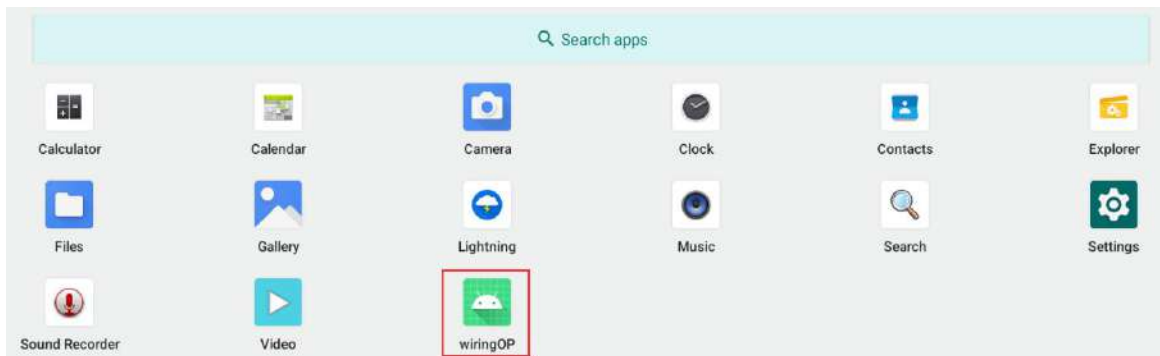 Search apps
Calculator
Calendar
Camera
Clock
Contacts
Explorer
Files
Gallery
Lightning
Music
Search
Settings
Sound Recorder
Video
wiringOP